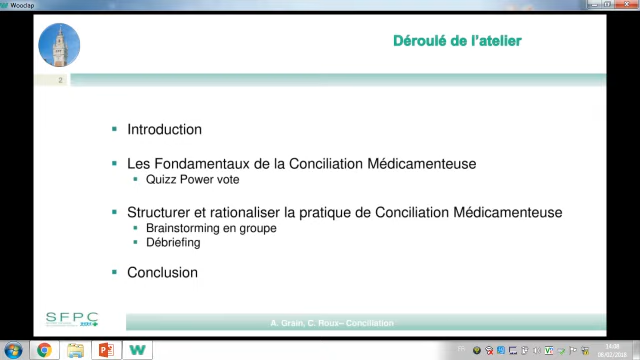 Wooclap
Déroulé de l'atelier
2
Introduction
Les Fondamentaux de la Conciliation Médicamenteuse
Quizz Power vote
Structurer et rationaliser la pratique de Conciliation Médicamenteuse
Brainstorming en groupe
Débriefing
Conclusion
SFPC
A. Grain, C. Roux– Conciliation
FR